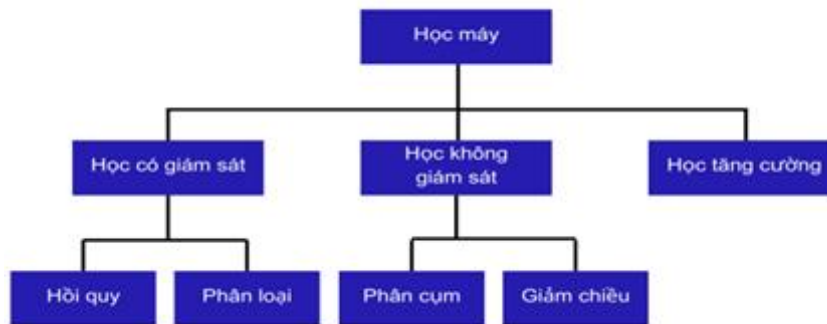 Học máy
Học có giám sát
Học không
giám sát
Học tăng cường
Hồi quy
Phân loại
Phân cụm
Giảm chiều